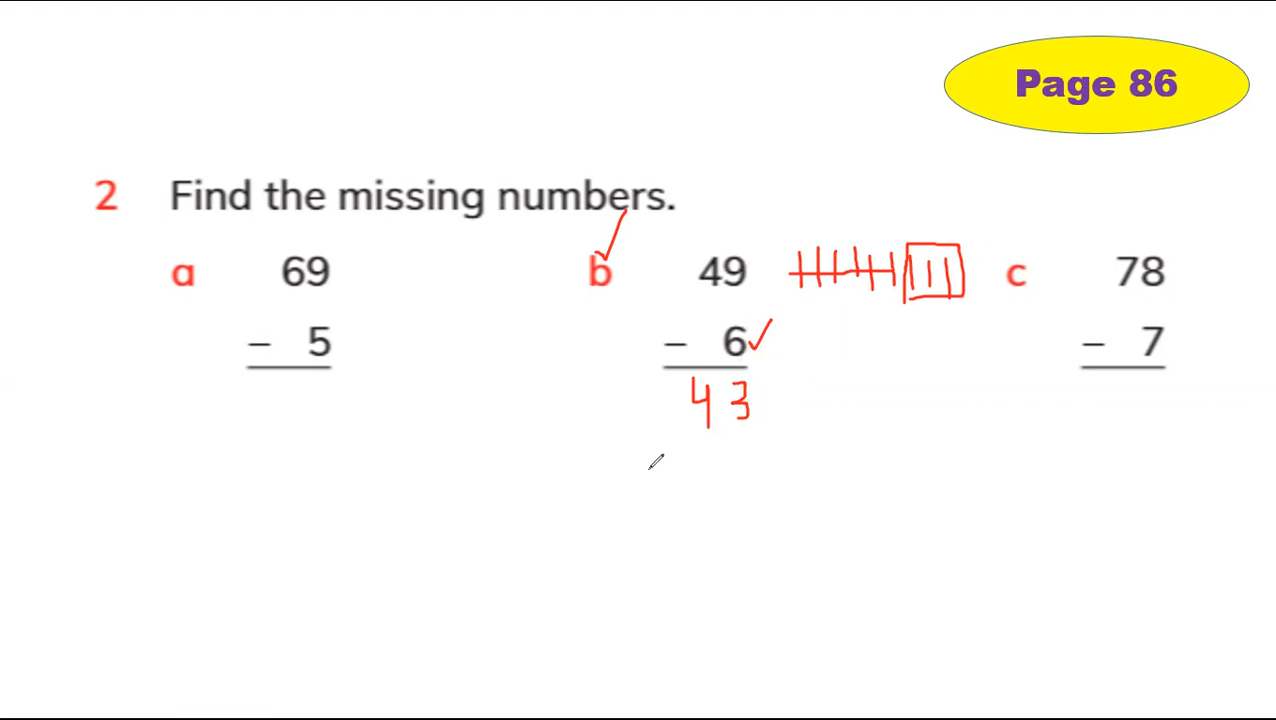 Page 86
2 Find the missing numbers.
a 69 b 49 c 78
– 5 – 6 – 7
43